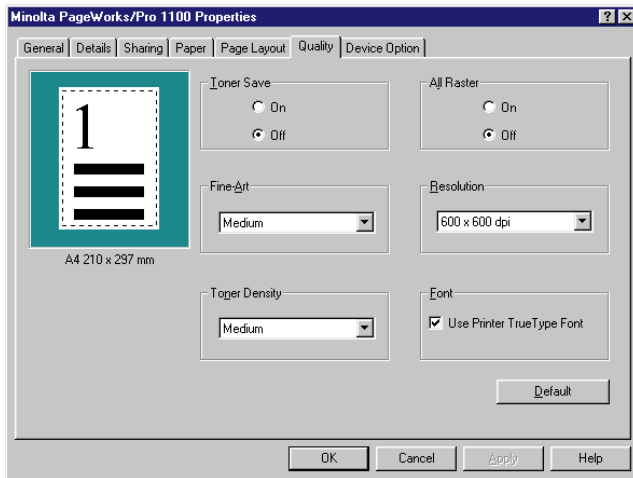 Minolta PageWorks/Pro 1100 Properties
General Details Sharing Paper Page Layout Quality Device Option
1
A4 210 x 297 mm
Toner Save
On
Off
All Raster
On
Off
Fine-Art
Medium
Resolution
600 x 600 dpi
Toner Density
Medium
Font
Use Printer TrueType Font
Default
OK Cancel Apply Help